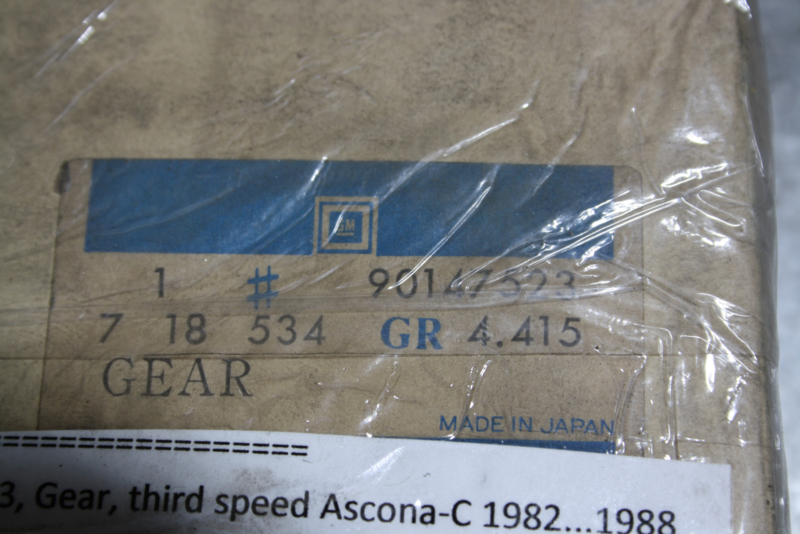 GM
1 # 90147523
7 18 534 GR 4.415
GEAR
MADE IN JAPAN
==============================
3, Gear, third speed Ascona-C 1982...1988